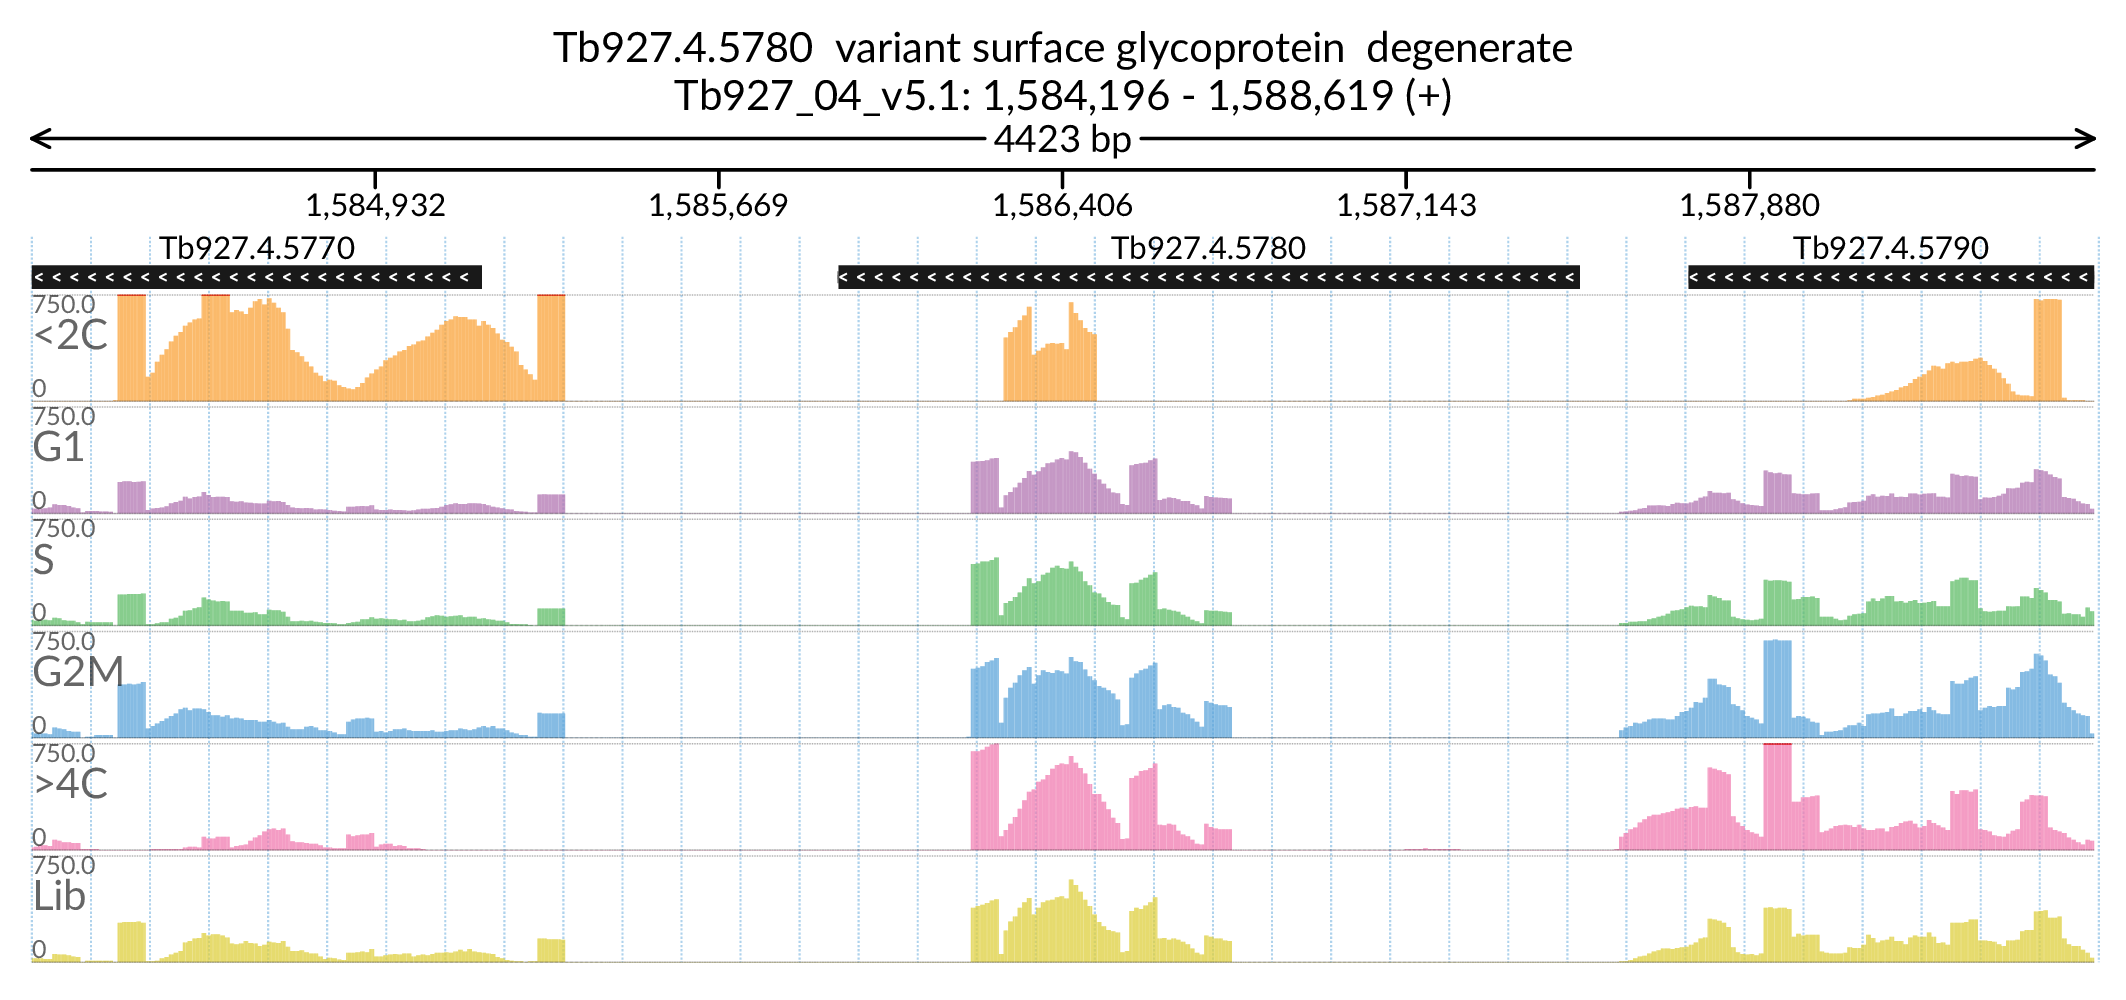 Tb927.4.5780  variant surface glycoprotein  degenerate
Tb927_04_v5.1: 1,584,196 - 1,588,619 (+)
4423 bp
1,584,932 1,585,669 1,586,406 1,587,143 1,587,880
Tb927.4.5770 Tb927.4.5780 Tb927.4.5790
750.0
<2C
0
750.0
G1
0
750.0
S
0
750.0
G2M
0
750.0
>4C
0
750.0
Lib
0